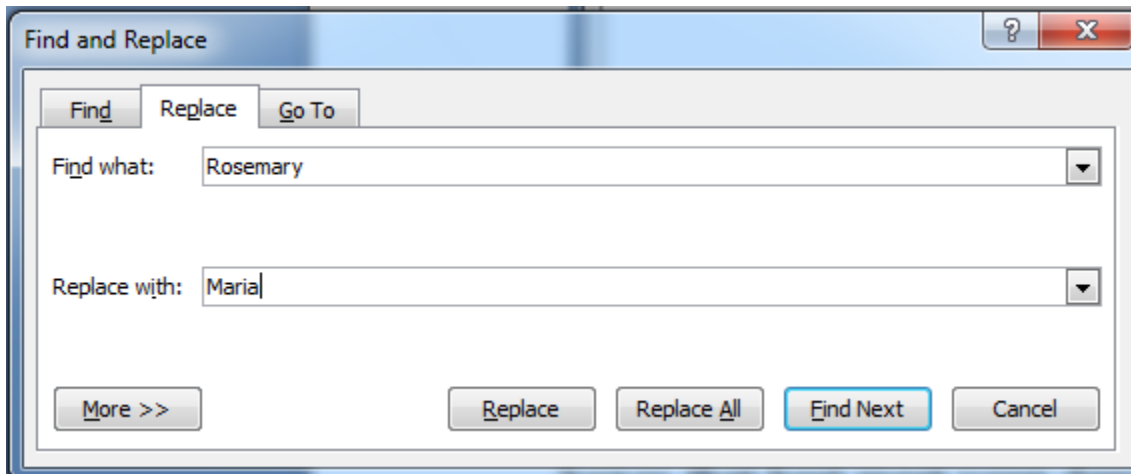 Find and Replace
Find Replace Go To
Find what: Rosemary
Replace with: Maria
More >> Replace Replace All Find Next Cancel